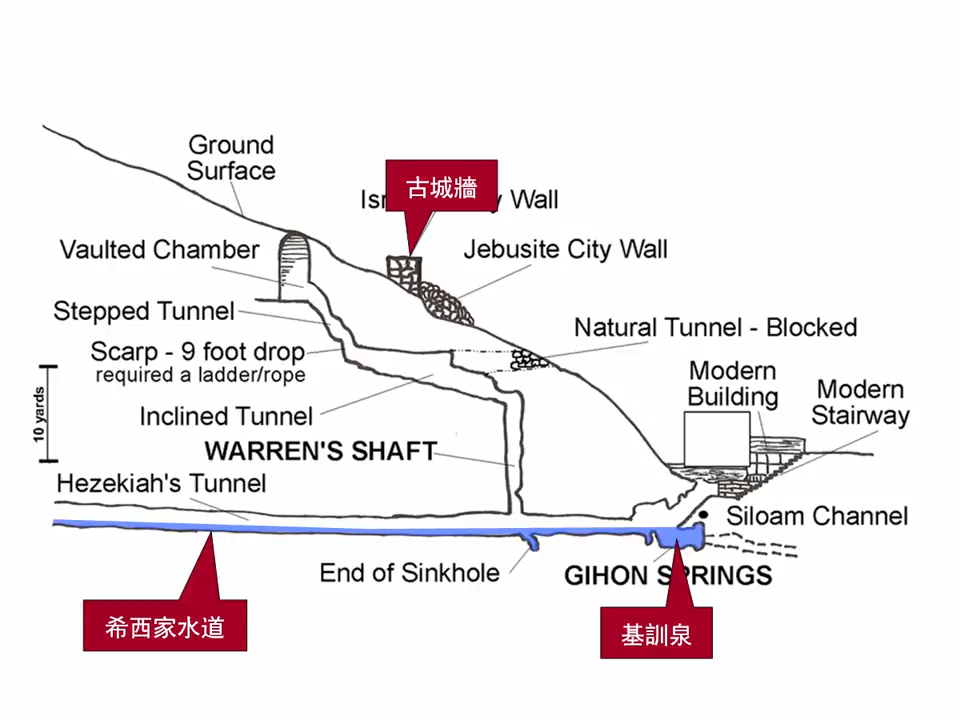 Ground
Surface
古城牆
Wall
Vaulted Chamber
Jebusite City Wall
Stepped Tunnel
Natural Tunnel - Blocked
Scarp - 9 foot drop
required a ladder/rope
Modern
Building
Modern
Stairway
10 yards
Inclined Tunnel
WARREN'S SHAFT
Hezekiah's Tunnel
Siloam Channel
End of Sinkhole
GIHON SPRINGS
希西家水道
基訓泉